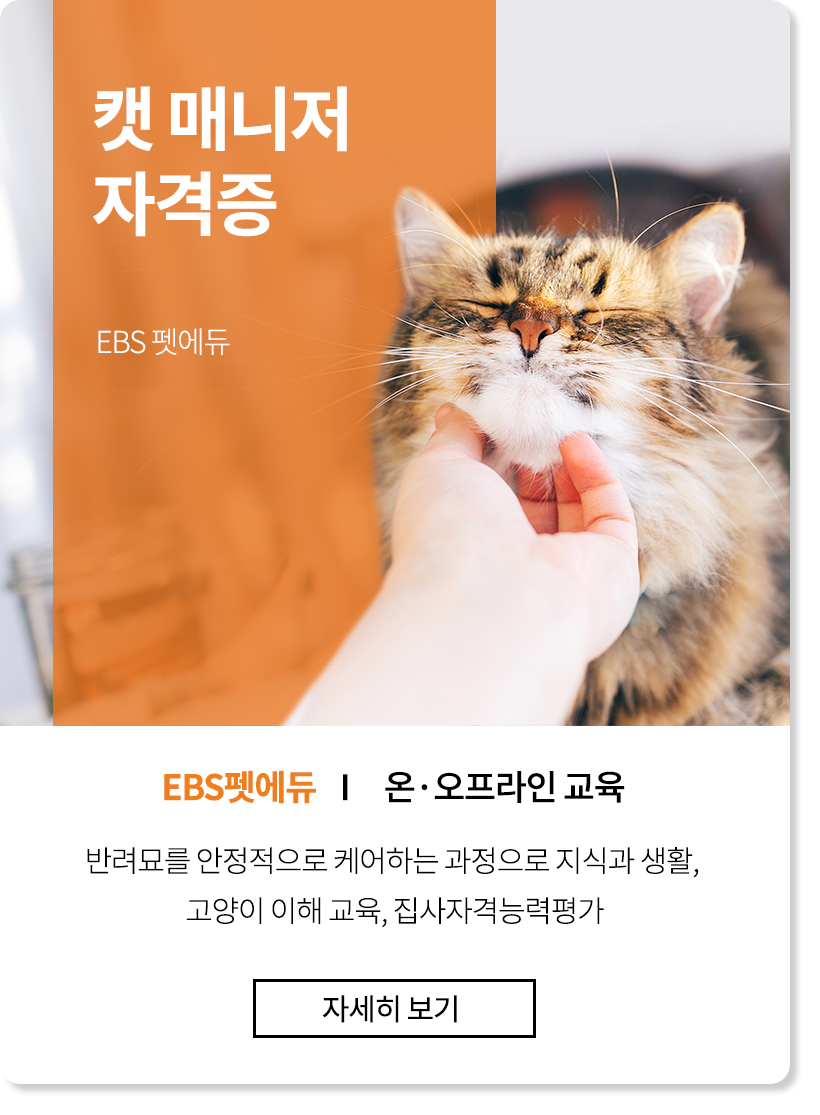 캣 매니저
자격증
EBS 펫에듀
EBS펫에듀 I 온·오프라인 교육
반려묘를 안정적으로 케어하는 과정으로 지식과 생활,
고양이 이해 교육, 집사자격능력평가
자세히 보기